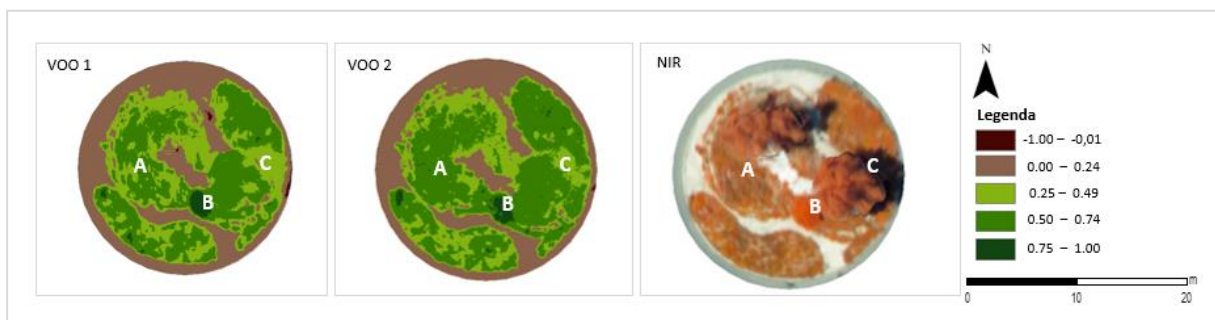 VOO 1
VOO 2
NIR
A
B
C
A
B
C
A
B
C
N
Legenda
-1.00 – -0,01
0.00 – 0.24
0.25 – 0.49
0.50 – 0.74
0.75 – 1.00
m
0 10 20